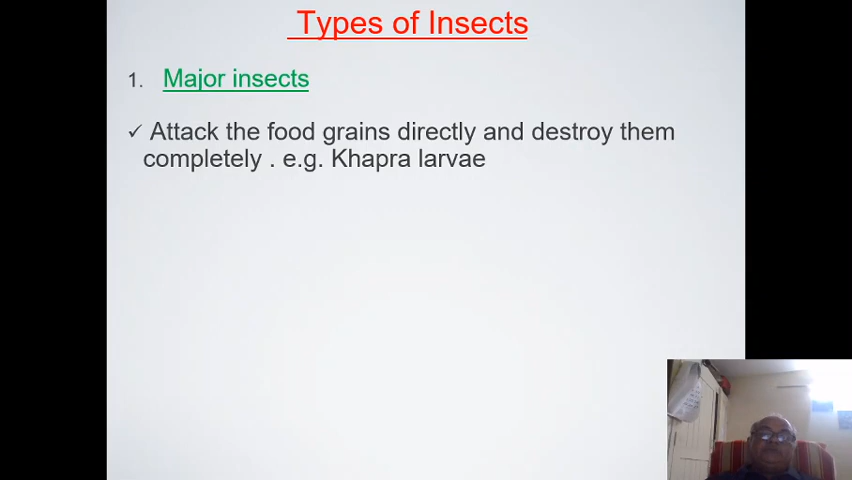 Types of Insects
1. Major insects
✓ Attack the food grains directly and destroy them
completely . e.g. Khapra larvae